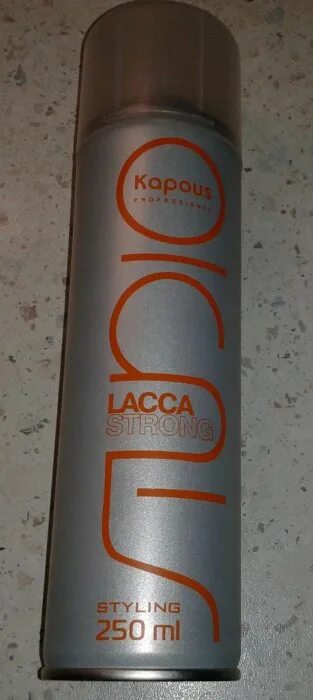 Kapous
PROFESSIONAL
LACCA
STRONG
STYLING
250 ml